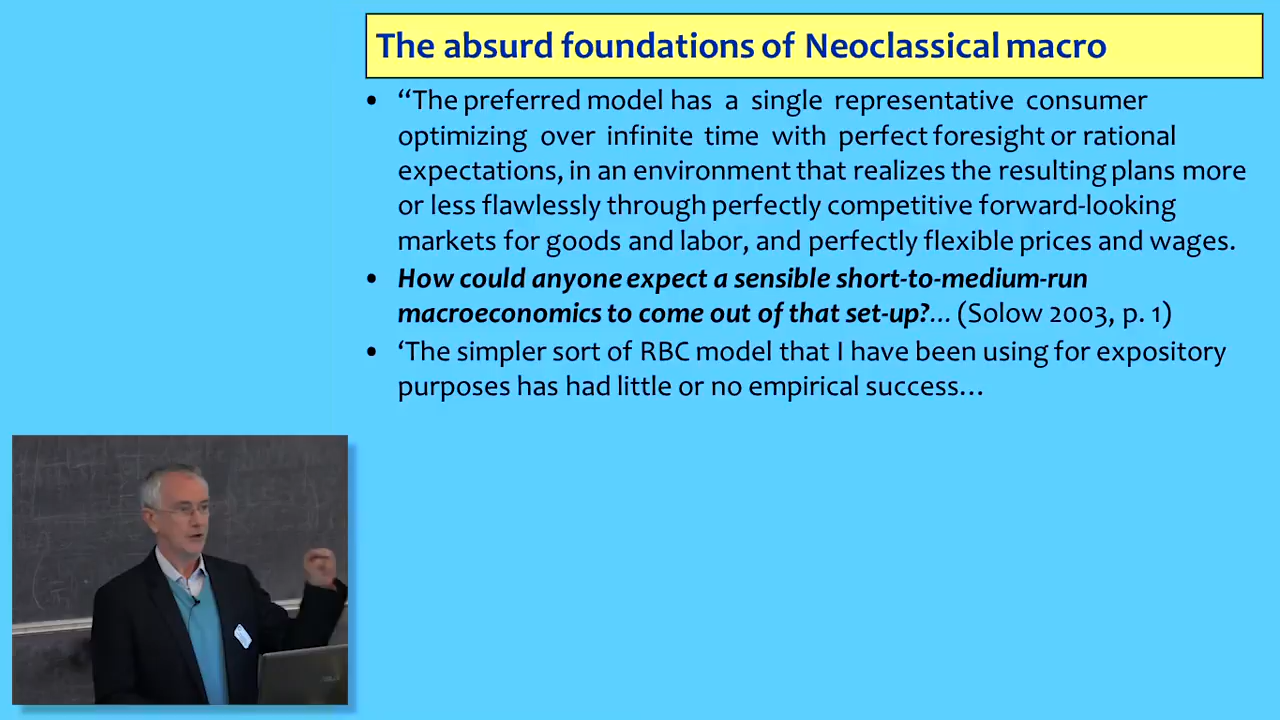 The absurd foundations of Neoclassical macro
• “The preferred model has a single representative consumer
optimizing over infinite time with perfect foresight or rational
expectations, in an environment that realizes the resulting plans more
or less flawlessly through perfectly competitive forward-looking
markets for goods and labor, and perfectly flexible prices and wages.
• How could anyone expect a sensible short-to-medium-run
macroeconomics to come out of that set-up?... (Solow 2003, p. 1)
• ‘The simpler sort of RBC model that I have been using for expository
purposes has had little or no empirical success…